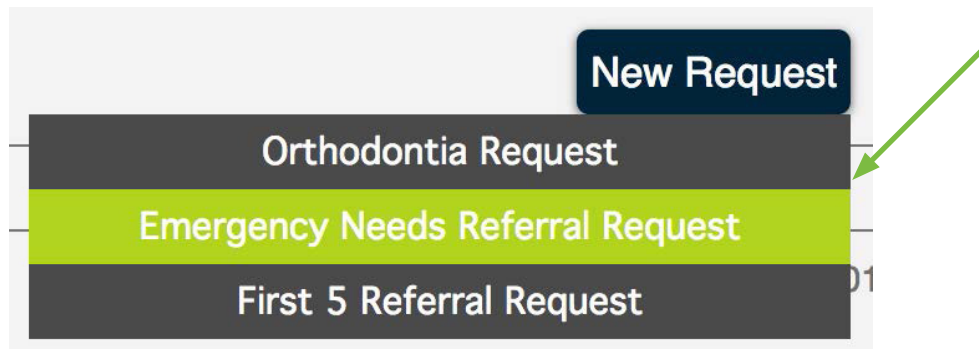 New Request
Orthodontia Request
Emergency Needs Referral Request
First 5 Referral Request